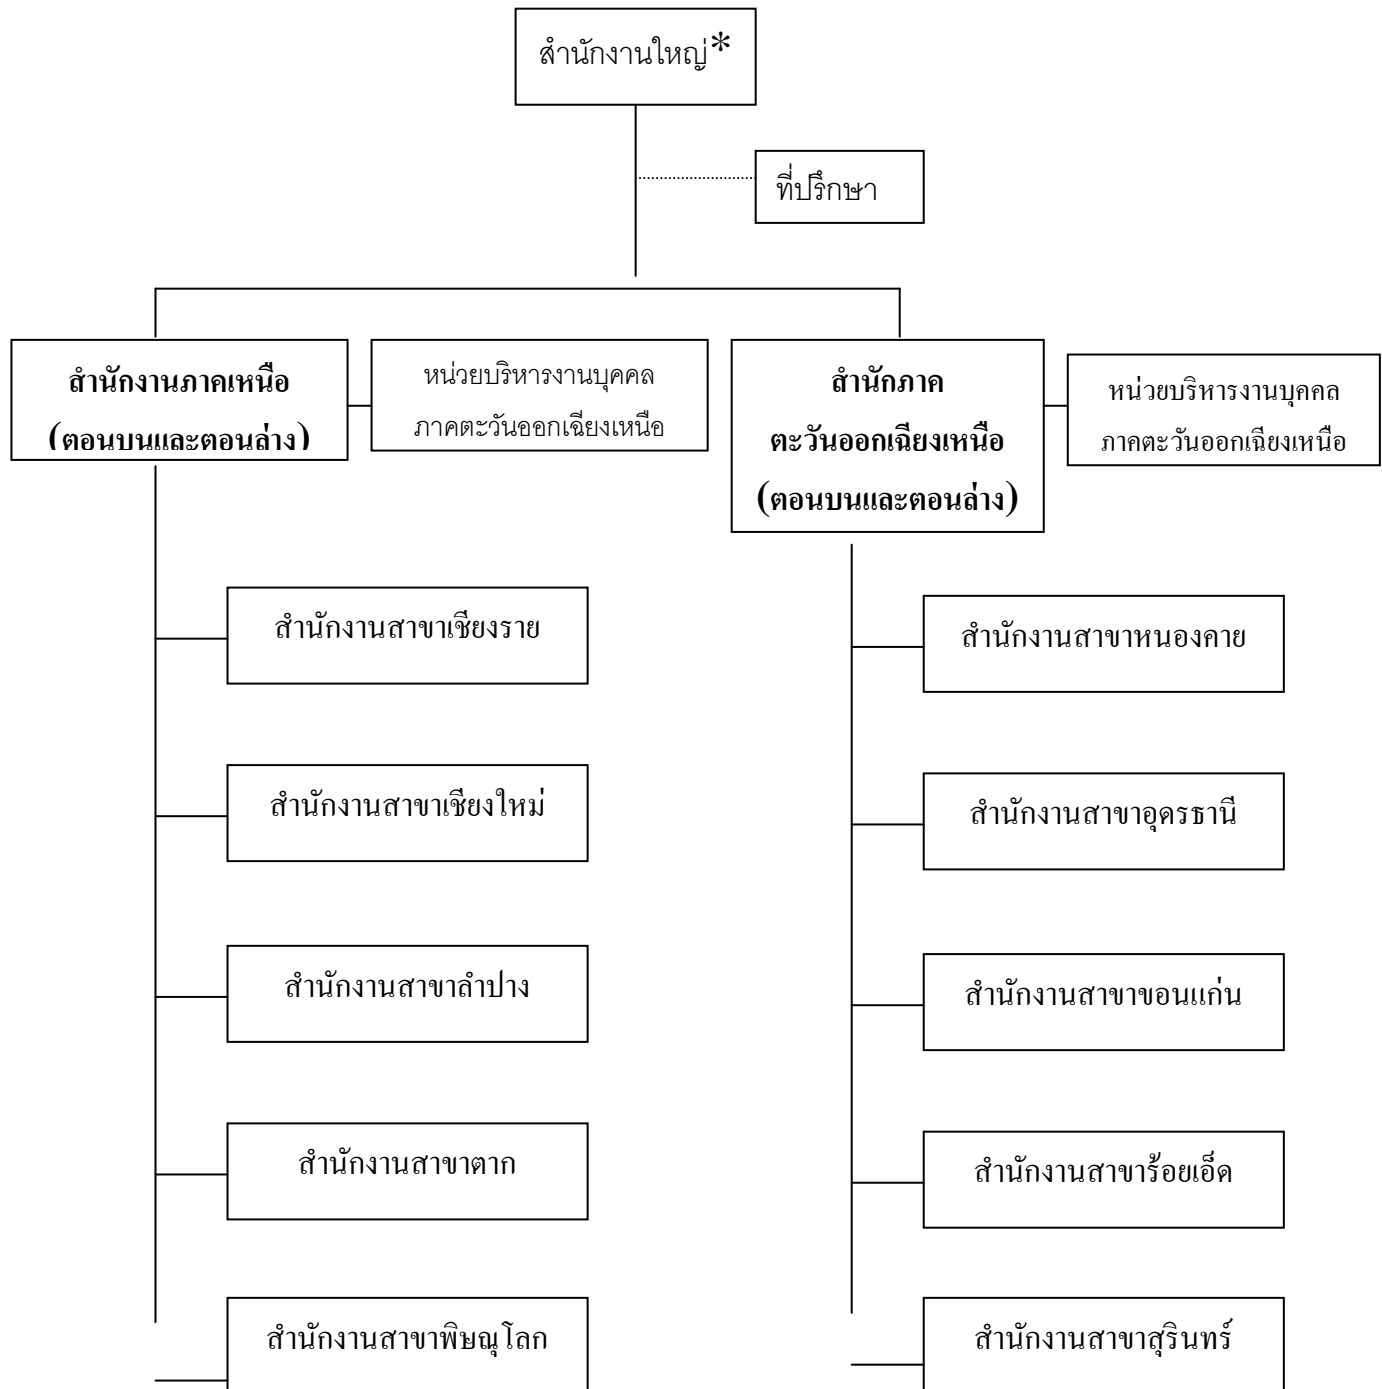 สำนักงานใหญ่*
ที่ปรึกษา
สำนักงานภาคเหนือ
(ตอนบนและตอนล่าง)
หน่วยบริหารงานบุคคล
ภาคตะวันออกเฉียงเหนือ
สำนักภาค
ตะวันออกเฉียงเหนือ
(ตอนบนและตอนล่าง)
หน่วยบริหารงานบุคคล
ภาคตะวันออกเฉียงเหนือ
สำนักงานสาขาเชียงราย
สำนักงานสาขาเชียงใหม่
สำนักงานสาขาลำปาง
สำนักงานสาขาตาก
สำนักงานสาขาพิษณุโลก
สำนักงานสาขาหนองคาย
สำนักงานสาขาอุดรธานี
สำนักงานสาขาขอนแก่น
สำนักงานสาขาร้อยเอ็ด
สำนักงานสาขาสุรินทร์